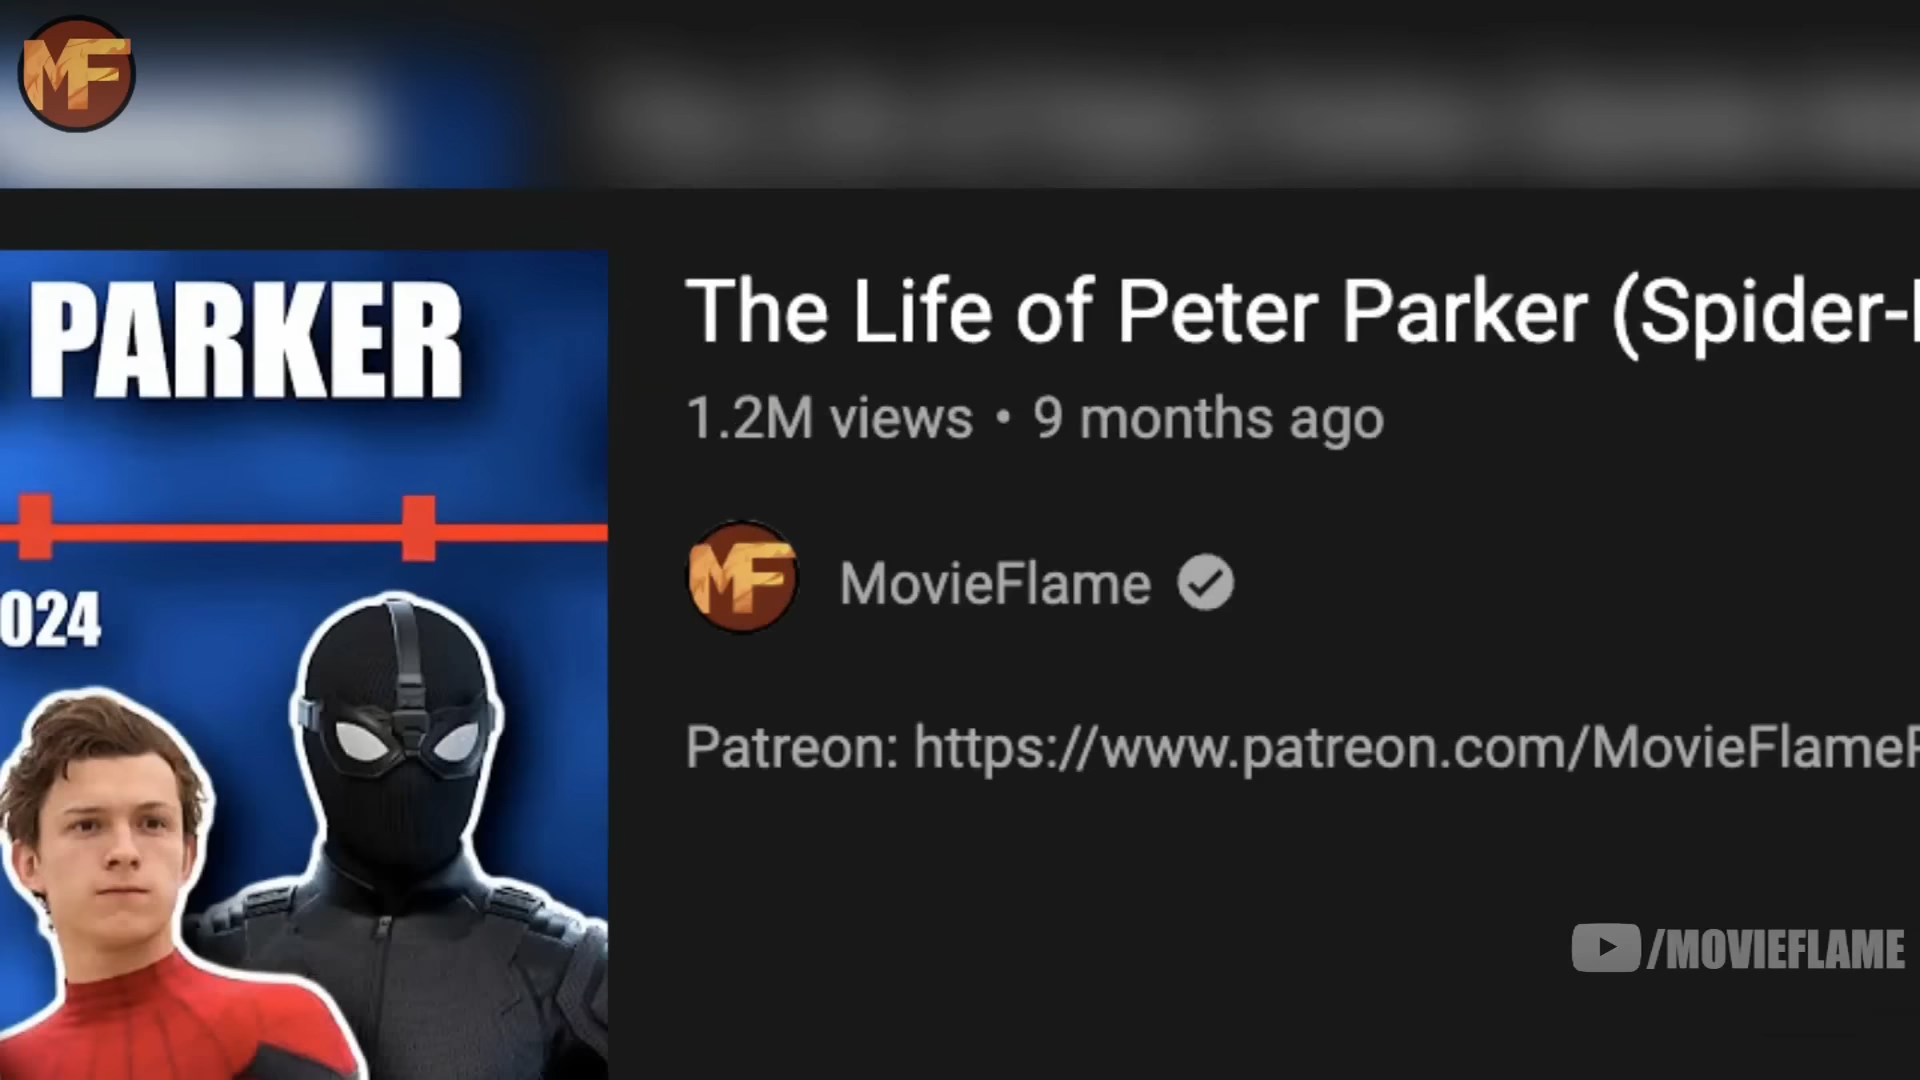 MF
PARKER
024
The Life of Peter Parker (Spider-
1.2M views • 9 months ago
MF
MovieFlame
Patreon: https://www.patreon.com/MovieFlame
/MOVIEFLAME